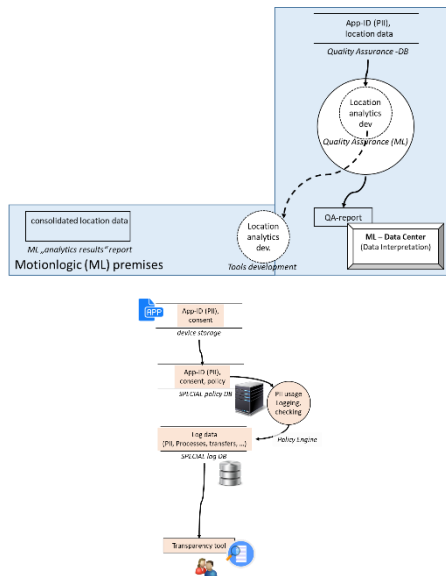 App-ID (PII),
location data
Quality Assurance -DB
Location
analytics
dev
Quality Assurance (ML)
consolidated location data
ML „analytics results“ report
Location
analytics
dev.
Tools development
QA-report
ML – Data Center
(Data Interpretation)
Motionlogic (ML) premises
APP
App-ID (PII),
consent
device storage
App-ID (PII),
consent, policy
SPECIAL policy DB
PII usage
Logging,
checking
Policy Engine
Log data
(PII, Processes, transfers, ...)
SPECIAL log DB
Transparency tool